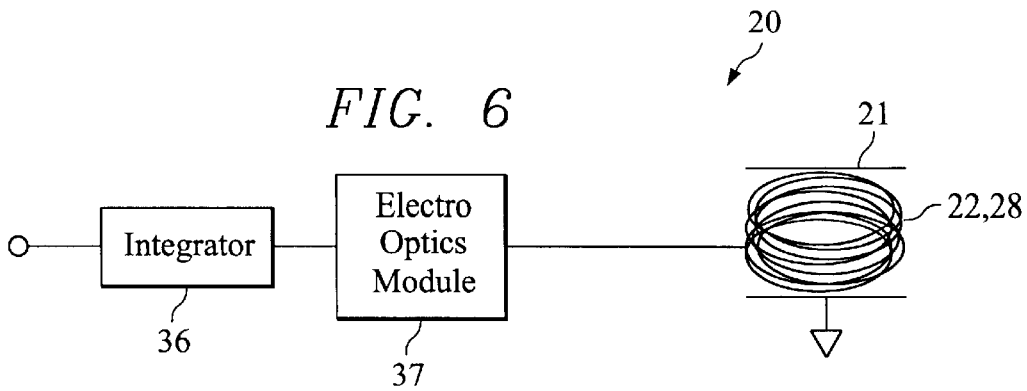 20
FIG. 6
21
Electro
Optics
Module
22,28
Integrator
36
37